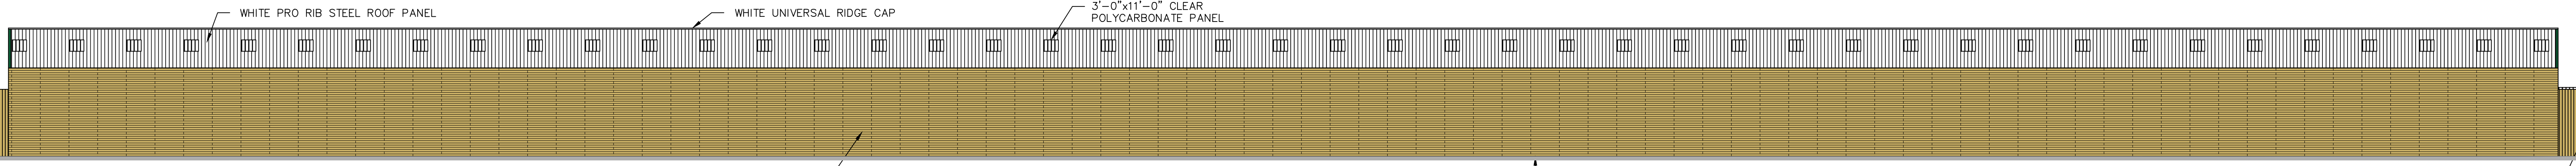 WHITE PRO RIB STEEL ROOF PANEL
WHITE UNIVERSAL RIDGE CAP
3'-0"x11'-0" CLEAR
POLYCARBONATE PANEL